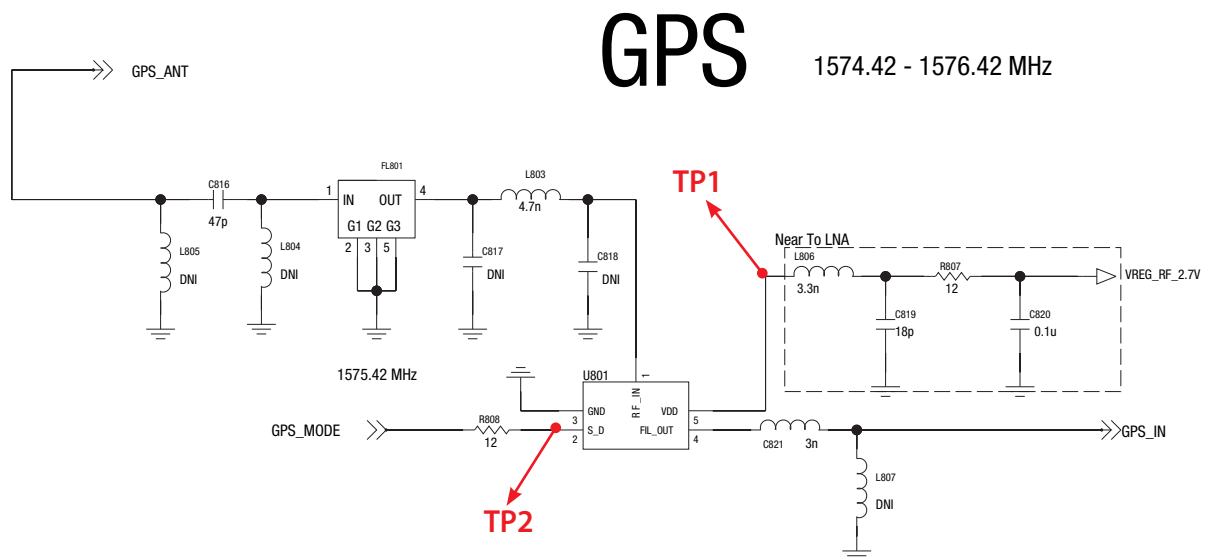 GPS
1574.42 - 1576.42 MHz
GPS_ANT
FL801
C816
47p
1
IN
OUT
4
G1
G2
G3
2
3
5
L803
4.7n
L805
DNI
L804
DNI
C817
DNI
C818
DNI
TP1
Near To LNA
L806
3.3n
R807
12
VREG_RF_2.7V
C819
18p
C820
0.1u
1575.42 MHz
U801
1
RF_IN
GND
3
VDD
5
GPS_MODE
R808
12
S_D
2
FIL_OUT
4
C821
3n
GPS_IN
L807
DNI
TP2